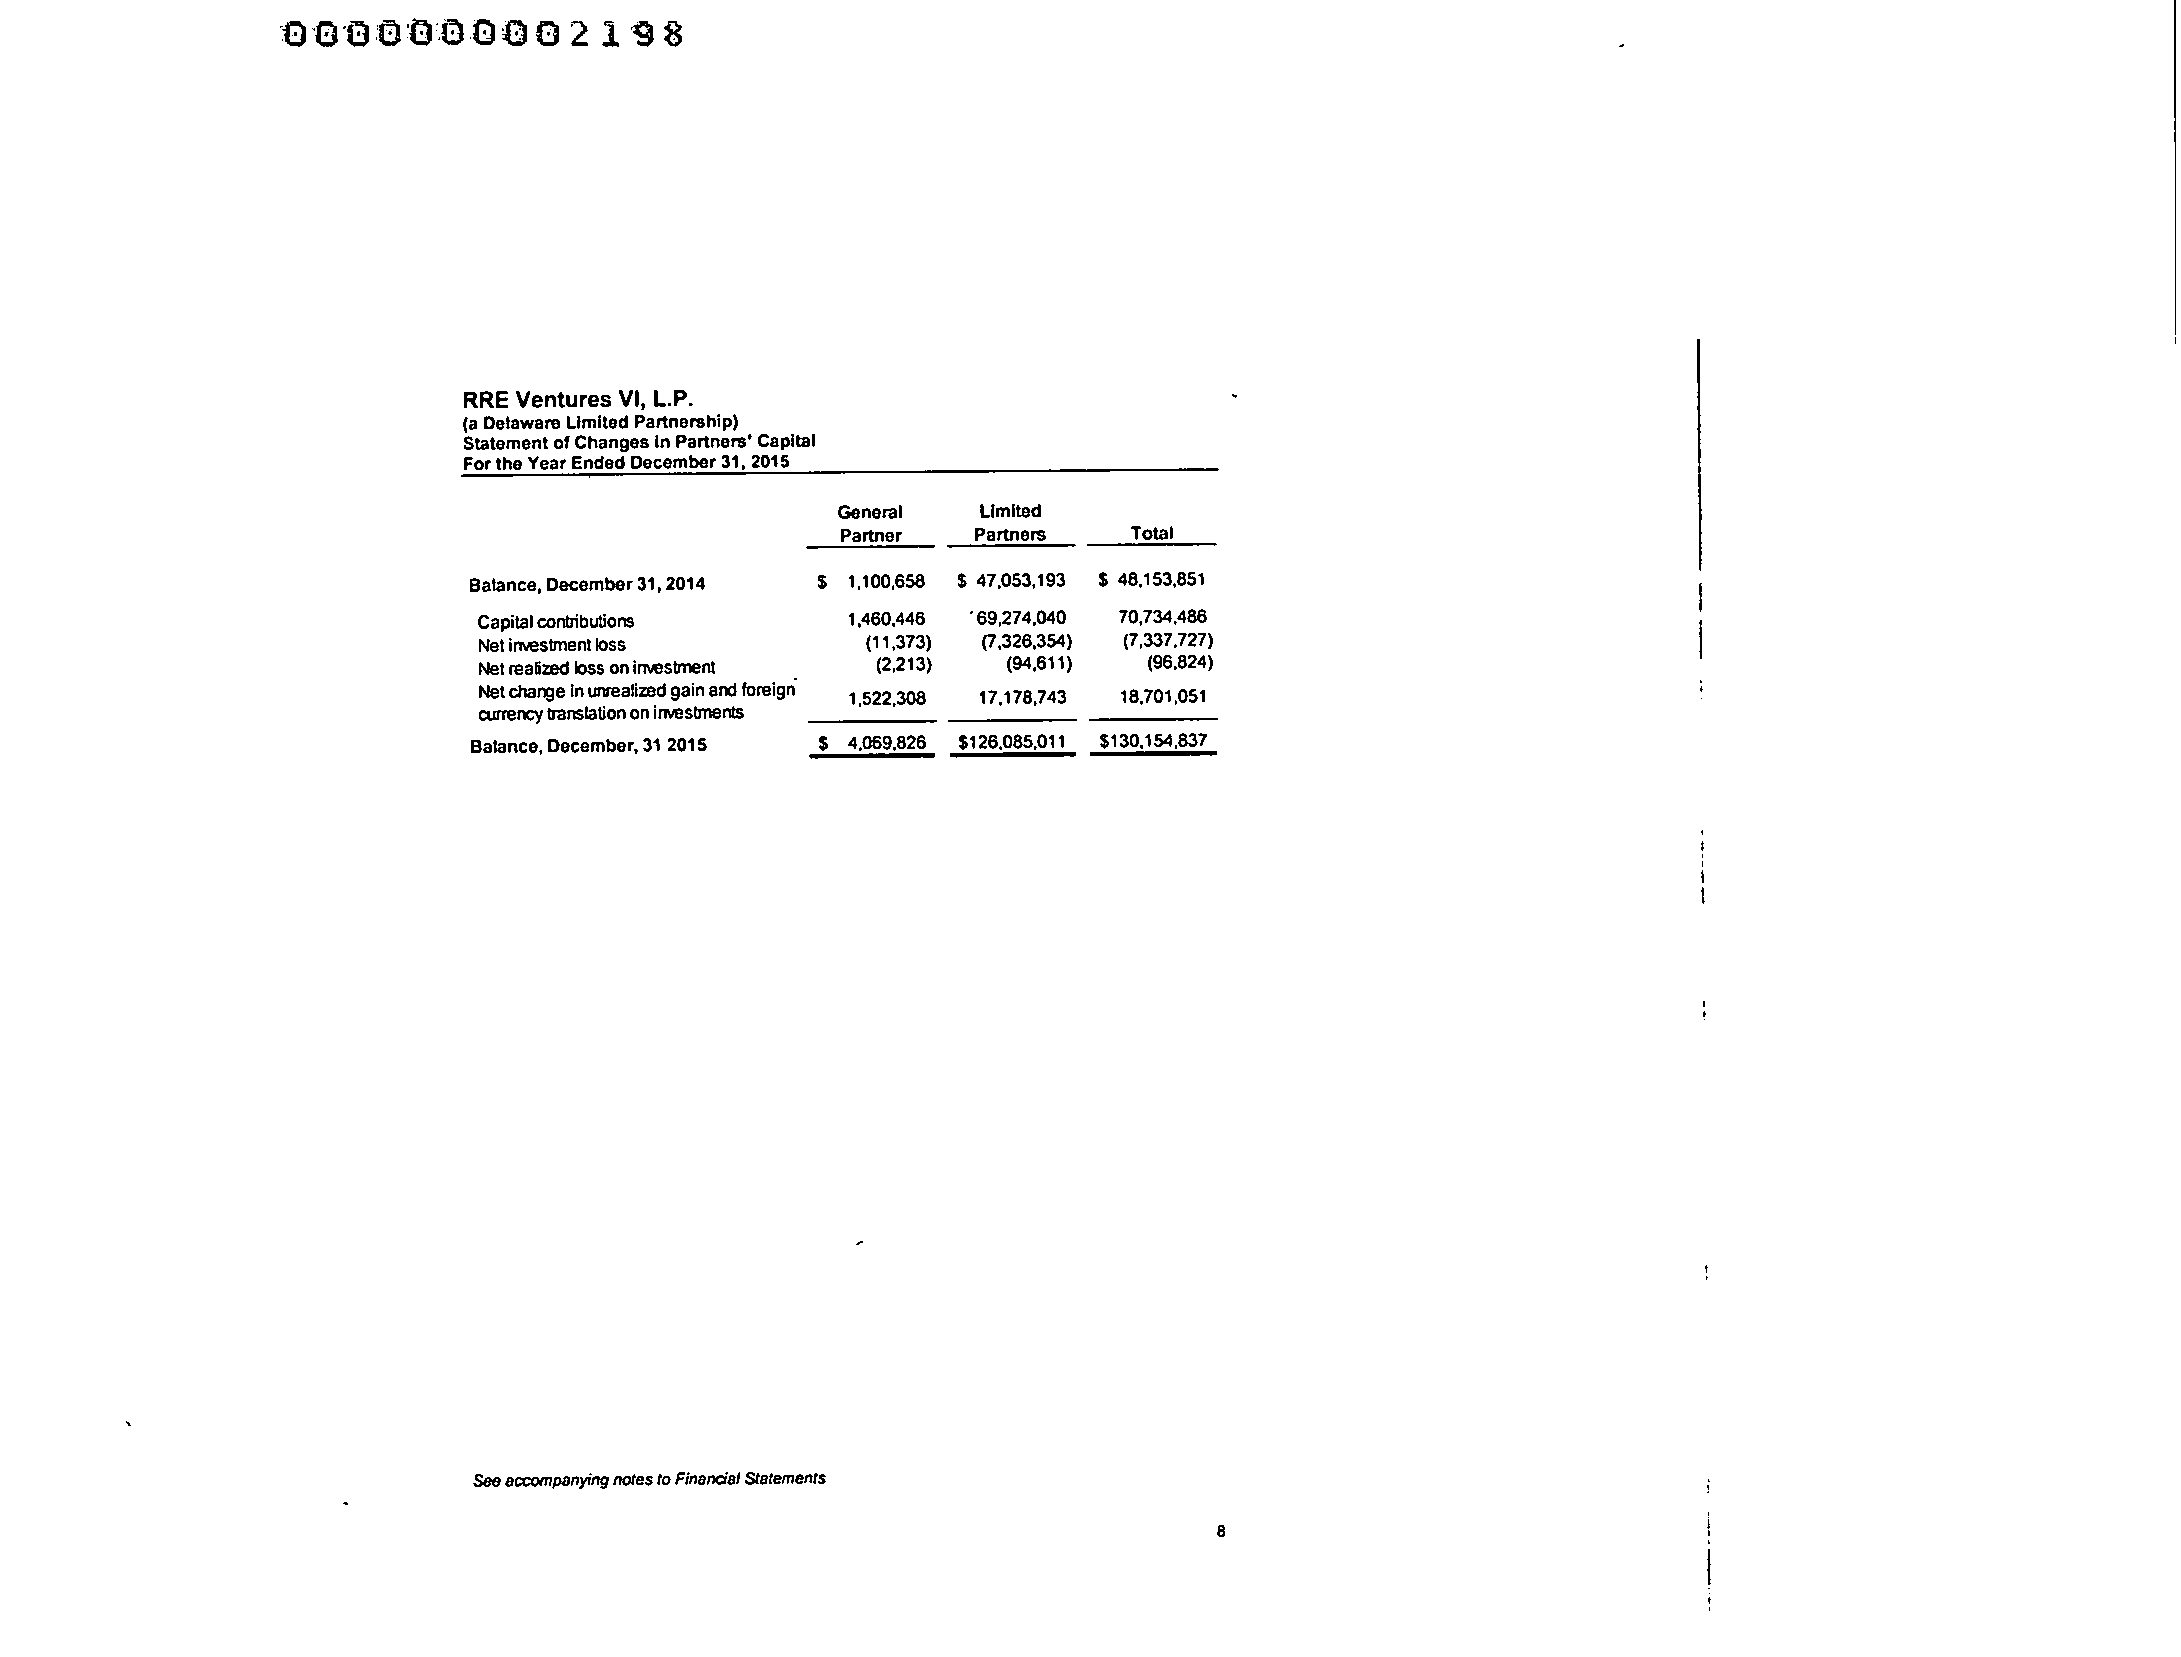 0000000002198
RRE Ventures VI, L.P.
(a Delaware Limited Partnership)
Statement of Changes in Partners' Capital
For the Year Ended December 31, 2015
General Limited
Partner Partners Total
Balance, December 31, 2014 $ 1,100,658 $ 47,053,193 $ 48,153,851
Capital contributions 1,460,446 69,274,040 70,734,486
Net investment loss (11,373) (7,326,354) (7,337,727)
Net realized loss on investment (2,213) (94,611) (96,824)
Net change in unrealized gain and foreign
currency translation on investments 1,522,308 17,178,743 18,701,051
Balance, December, 31 2015 $ 4,069,826 $126,085,011 $130,154,837
See accompanying notes to Financial Statements
8